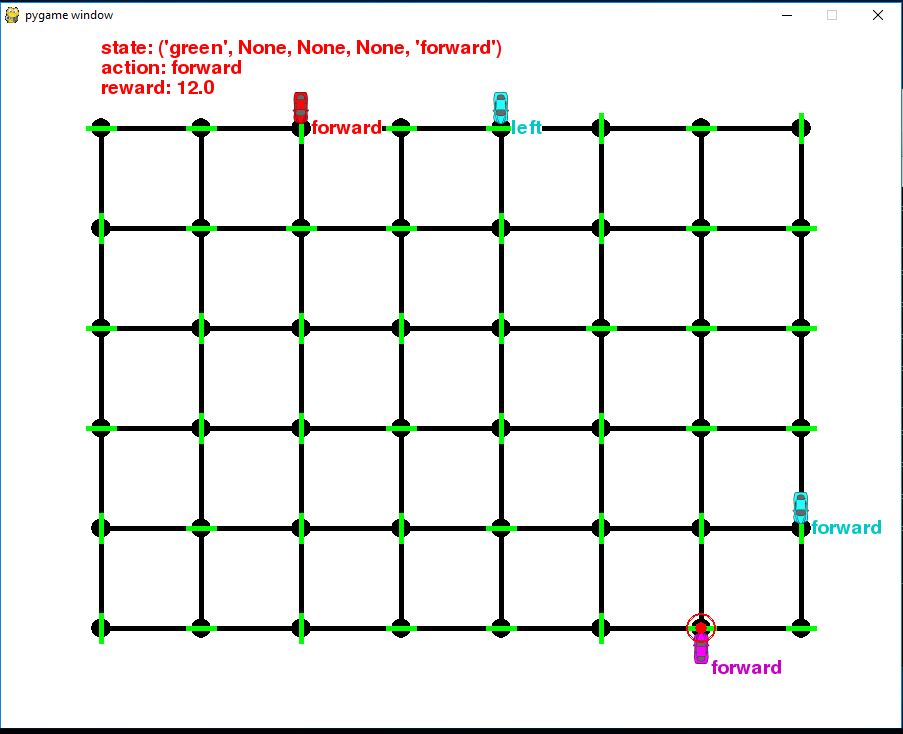 pygame window
state: ('green', None, None, None, 'forward')
action: forward
reward: 12.0
forward
left
forward
forward